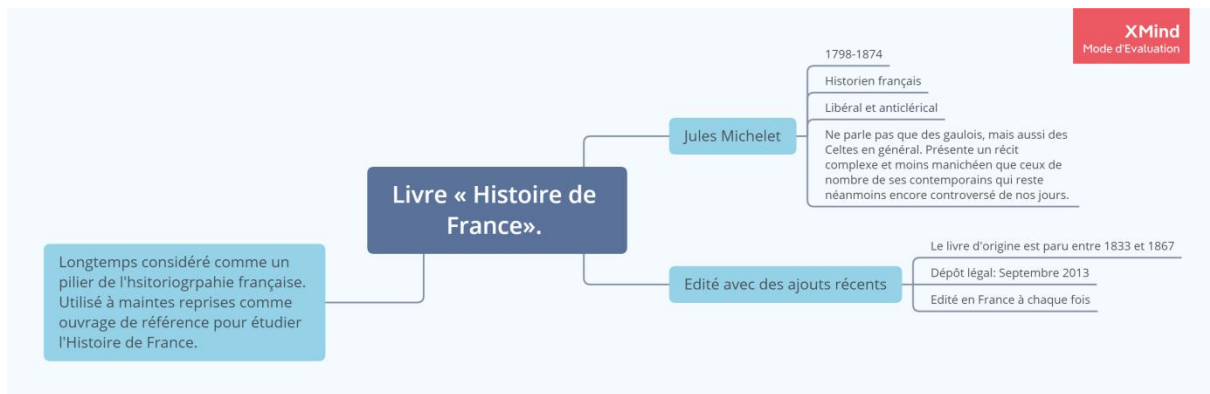 XMind
Mode d'Evaluation
Livre « Histoire de
France».
Jules Michelet
1798-1874
Historien français
Libéral et anticlérical
Ne parle pas que des gaulois, mais aussi des
Celtes en général. Présente un récit
complexe et moins manichéen que ceux de
nombre de ses contemporains qui reste
néanmoins encore controversé de nos jours.
Edité avec des ajouts récents
Le livre d'origine est paru entre 1833 et 1867
Dépôt légal: Septembre 2013
Edité en France à chaque fois
Longtemps considéré comme un
pilier de l'hsitoriogrpahie française.
Utilisé à maintes reprises comme
ouvrage de référence pour étudier
l'Histoire de France.